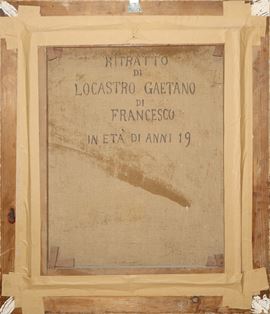 RITRATTO
DI
LOCASTRO GAETANO
DI
FRANCESCO
IN ETÀ DI ANNI 19